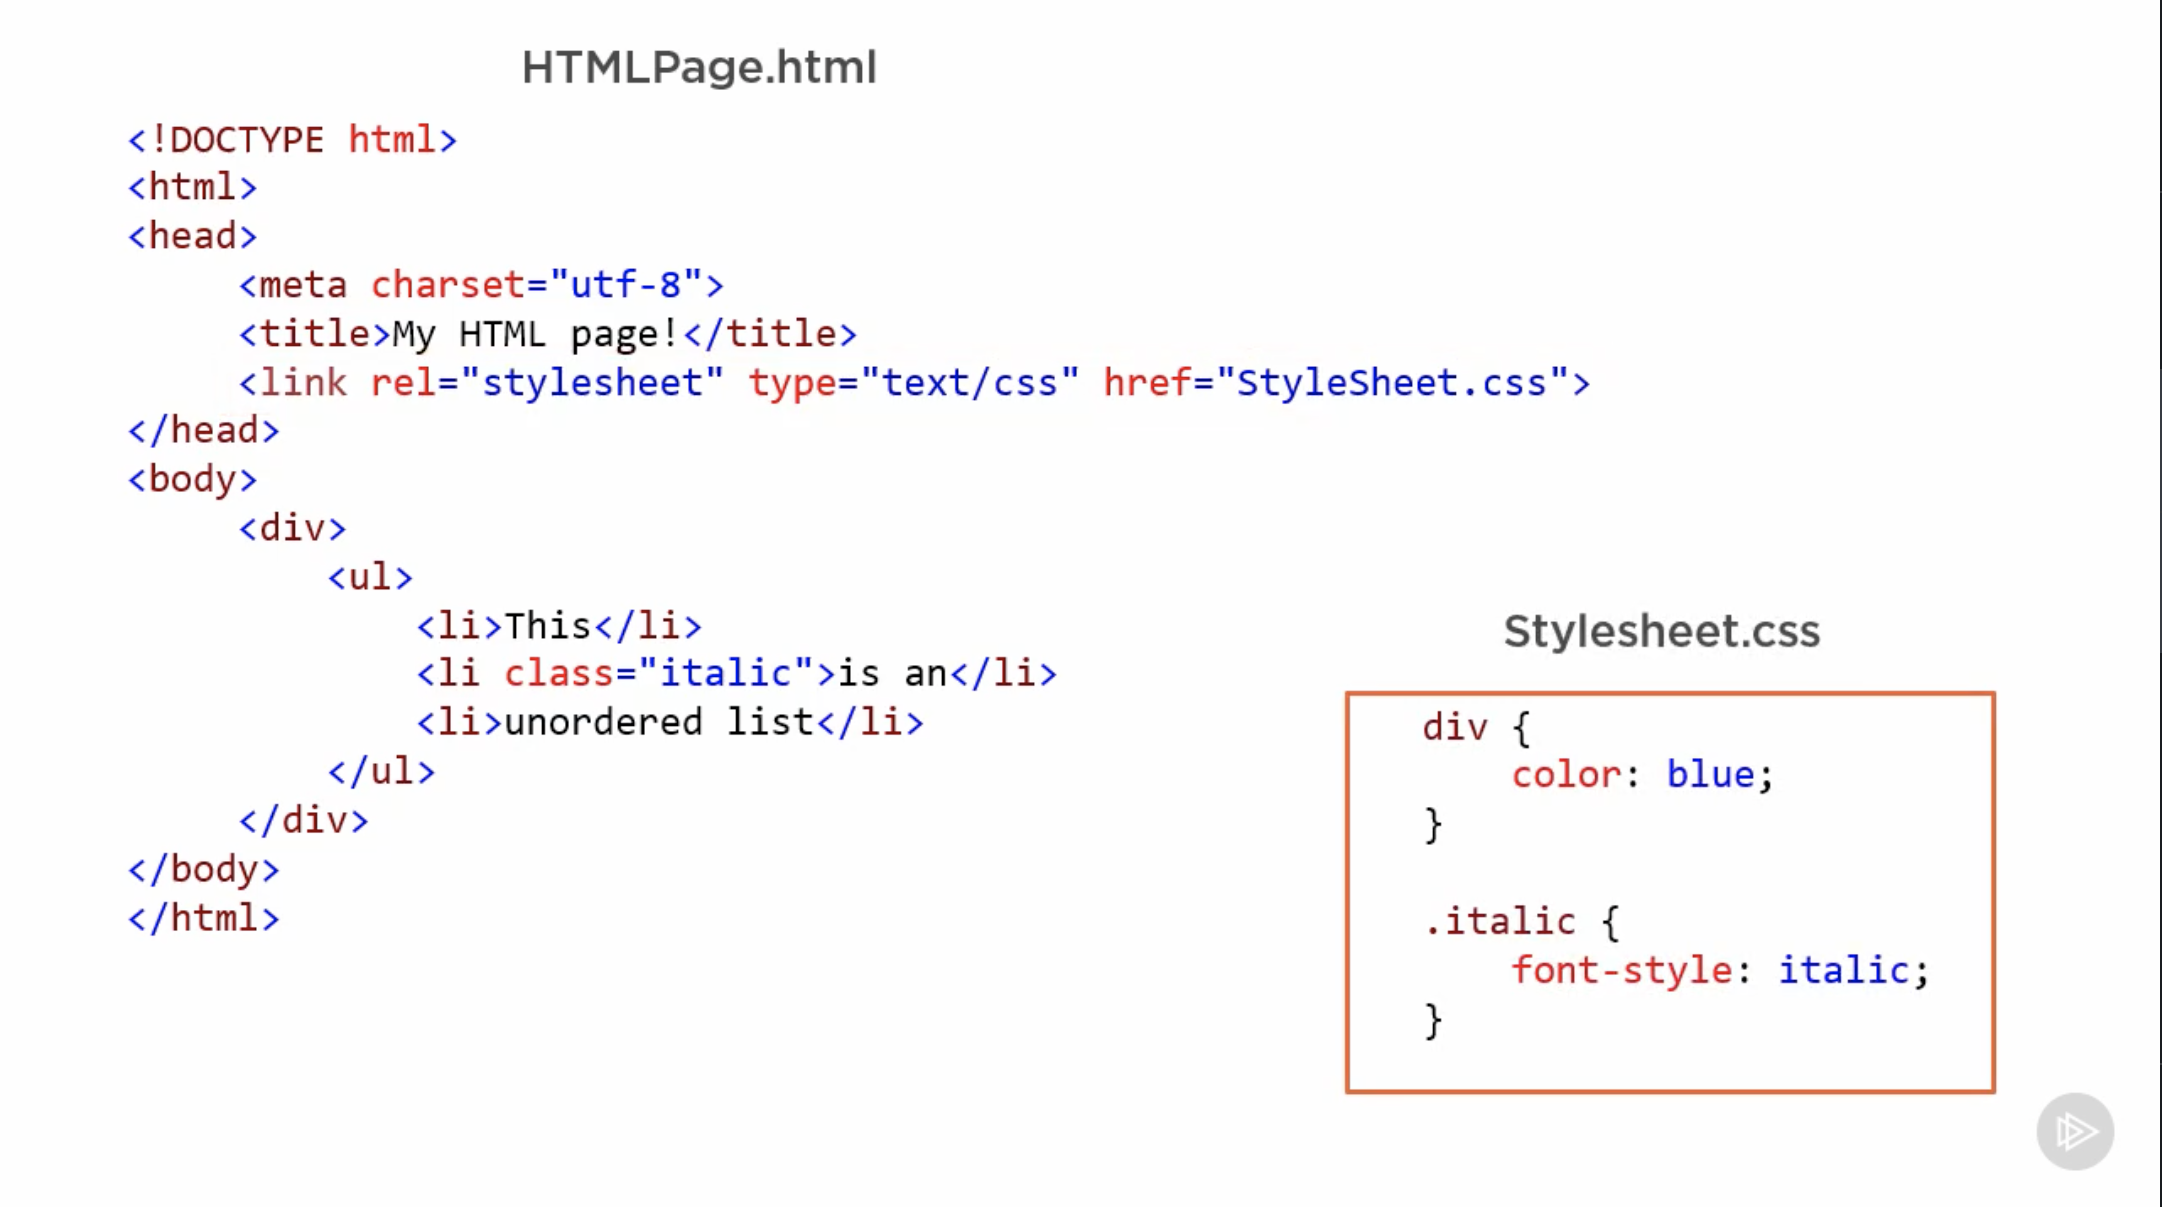 HTMLPage.html
<!DOCTYPE html>
<html>
<head>
<meta charset="utf-8">
<title>My HTML page!</title>
<link rel="stylesheet" type="text/css" href="StyleSheet.css">
</head>
<body>
<div>
<ul>
<li>This</li>
<li class="italic">is an</li>
<li>unordered list</li>
</ul>
</div>
</body>
</html>
Stylesheet.css
div {
color: blue;
}
.italic {
font-style: italic;
}